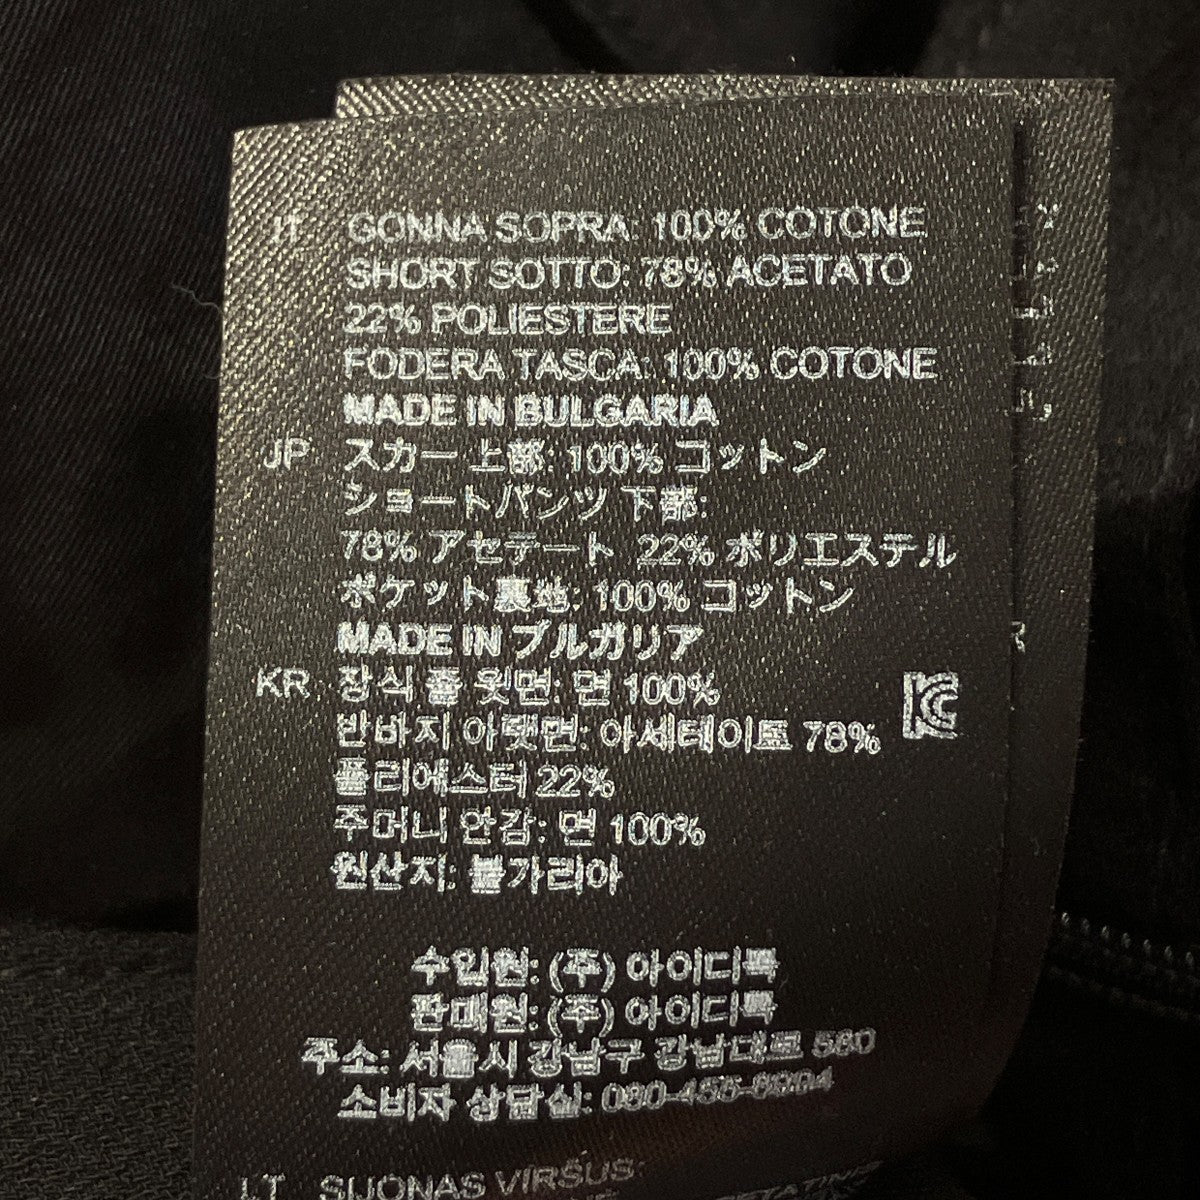 IT GONNA SOPRA: 100% COTONE
SHORT SOTTO: 78% ACETATO
22% POLIESTERE
FODERA TASCA: 100% COTONE
MADE IN BULGARIA
JP スカー 上部: 100% コットン
ショートパンツ 下部:
78% アセテート 22% ポリエステル
ポケット裏地: 100% コットン
MADE IN ブルガリア
KR 장식 폴 윗면: 면 100%
반바지 아랫면: 아세테이트 78%
폴리에스터 22%
주머니 안감: 면 100%
원산지: 불가리아
수입원: (주) 아이디룩
판매원: (주) 아이디룩
주소: 서울시 강남구 강남대로 580
소비자 상담실:
LT SIJONAS VIRŠUS: